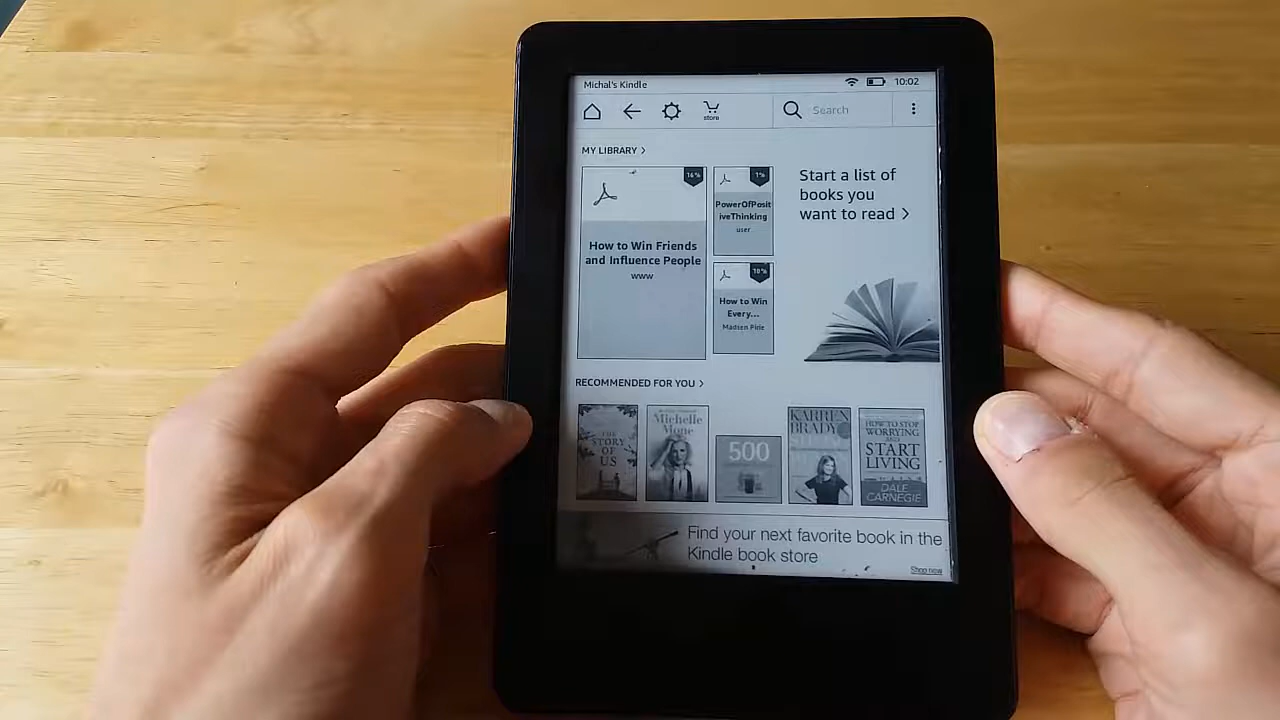 Michal's Kindle
10:02
store
Search
MY LIBRARY >
16%
How to Win Friends
and Influence People
www
1%
PowerOfPosit
iveThinking
user
10%
How to Win
Every...
Madsen Pirie
Start a list of
books you
want to read >
RECOMMENDED FOR YOU >
THE
STORY
OF US
Michelle
Mone
500
KARREN
BRADY
STRONG
HOW TO STOP
WORRYING
AND
START
LIVING
DALE
CARNEGIE
Find your next favorite book in the
Kindle book store
Shop now